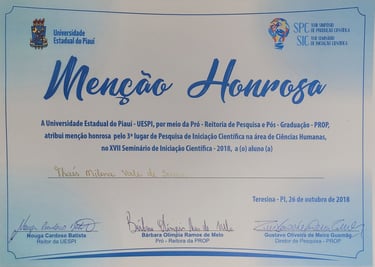 Universidade
Estadual do Piauí
SPC XVIII SIMPÓSIO DE PRODUÇÃO CIENTÍFICA
SIC XVII SEMINÁRIO DE INICIAÇÃO CIENTÍFICA
Menção Honrosa
A Universidade Estadual do Piauí - UESPI, por meio da Pró - Reitoria de Pesquisa e Pós - Graduação - PROP,
atribui menção honrosa pelo 3º lugar de Pesquisa de Iniciação Científica na área de Ciências Humanas,
no XVII Seminário de Iniciação Científica - 2018, a (o) aluna (a)
Thaís Milena Vale de
Teresina - PI, 26 de outubro de 2018
Nouga Cardoso Batista
Reitor da UESPI
Bárbara Olímpia Ramos de Melo
Pró - Reitora da PROP
Gustavo Oliveira de Meira Gusmão
Diretor de Pesquisa - PROP